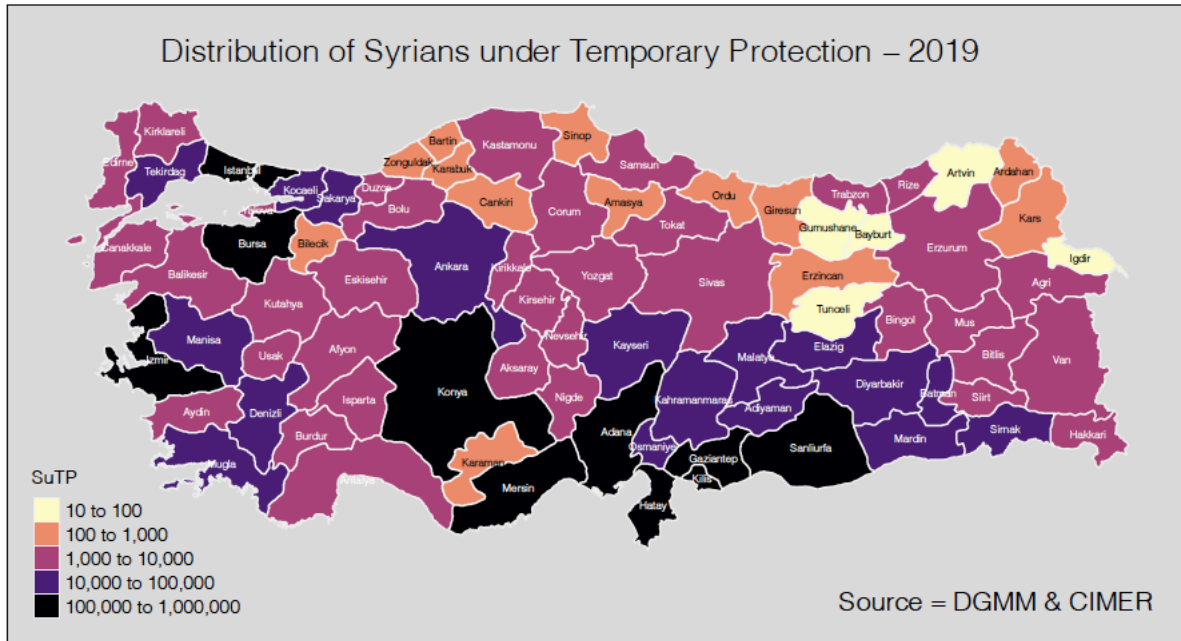 Distribution of Syrians under Temporary Protection – 2019
Kirklareli
Edirne
Tekirdag
Istanbul
Kocaeli
Sakarya
Yalova
Duzce
Bolu
Zonguldak
Bartin
Karabuk
Kastamonu
Sinop
Cankiri
Corum
Samsun
Amasya
Tokat
Ordu
Giresun
Trabzon
Gumushane
Bayburt
Rize
Artvin
Ardahan
Kars
Igdir
Erzurum
Agri
Canakkale
Balikesir
Bursa
Bilecik
Kutahya
Eskisehir
Ankara
Kirikkale
Kirsehir
Yozgat
Sivas
Erzincan
Tunceli
Bingol
Mus
Bitlis
Van
Izmir
Manisa
Usak
Afyon
Konya
Aksaray
Nevsehir
Kayseri
Malatya
Elazig
Diyarbakir
Batman
Siirt
Aydin
Denizli
Isparta
Burdur
Nigde
Adana
Kahramanmaras
Adiyaman
Sanliurfa
Mardin
Sirnak
Hakkari
Mugla
Antalya
Karaman
Mersin
Osmaniye
Gaziantep
Kilis
Hatay
SuTP
10 to 100
100 to 1,000
1,000 to 10,000
10,000 to 100,000
100,000 to 1,000,000
Source = DGMM & CIMER